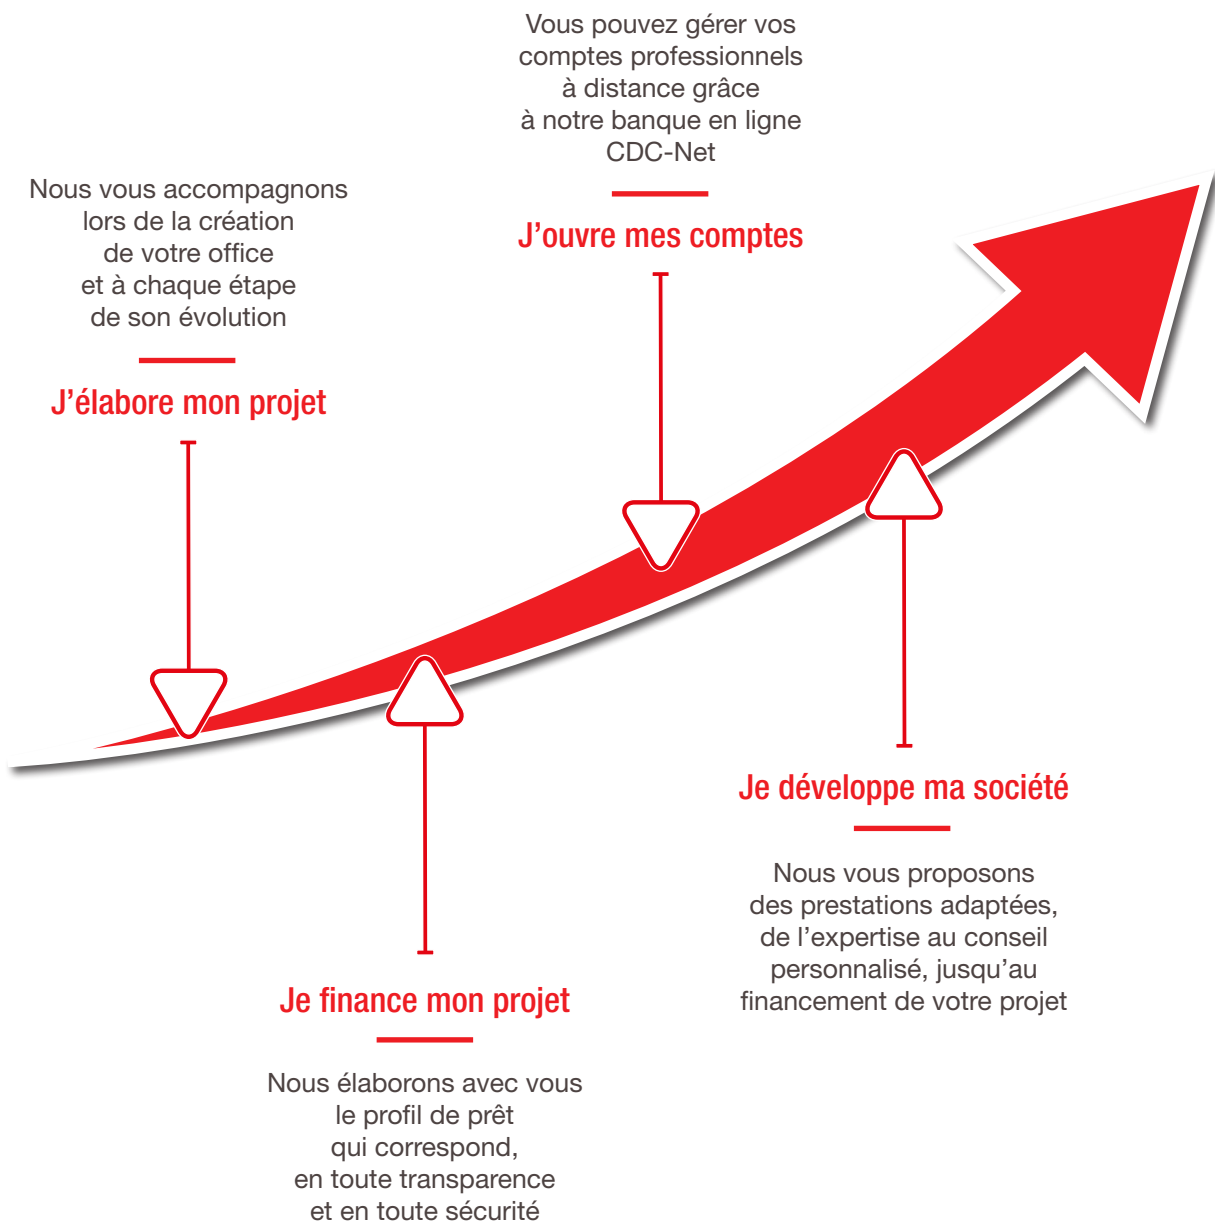 Nous vous accompagnons
lors de la création
de votre office
et à chaque étape
de son évolution
J’élabore mon projet
Je finance mon projet
Nous élaborons avec vous
le profil de prêt
qui correspond,
en toute transparence
et en toute sécurité
Vous pouvez gérer vos
comptes professionnels
à distance grâce
à notre banque en ligne
CDC-Net
J’ouvre mes comptes
Je développe ma société
Nous vous proposons
des prestations adaptées,
de l’expertise au conseil
personnalisé, jusqu’au
financement de votre projet